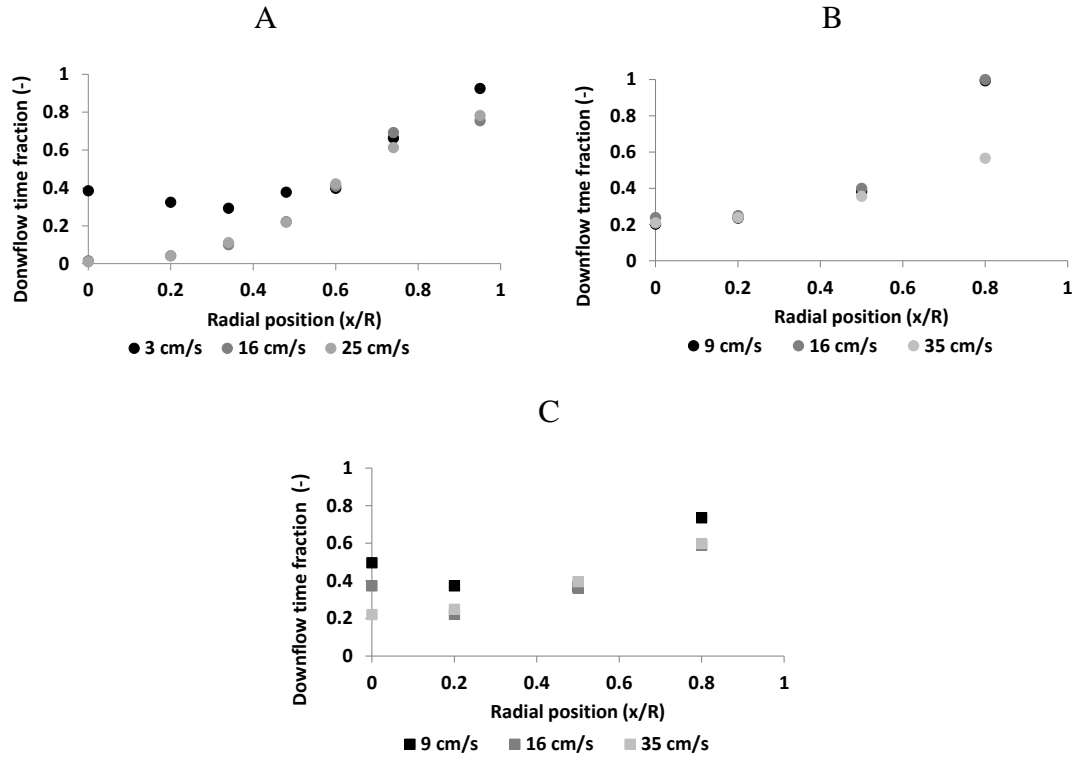 A
Donwflow time fraction (-)
1
0.8
0.6
0.4
0.2
0
0 0.2 0.4 0.6 0.8 1
Radial position (x/R)
3 cm/s 16 cm/s 25 cm/s
B
Downflow tme fraction (-)
1
0.8
0.6
0.4
0.2
0
0 0.2 0.4 0.6 0.8 1
Radial position (x/R)
9 cm/s 16 cm/s 35 cm/s
C
Downflow time fraction (-)
1
0.8
0.6
0.4
0.2
0
0 0.2 0.4 0.6 0.8 1
Radial position (x/R)
9 cm/s 16 cm/s 35 cm/s